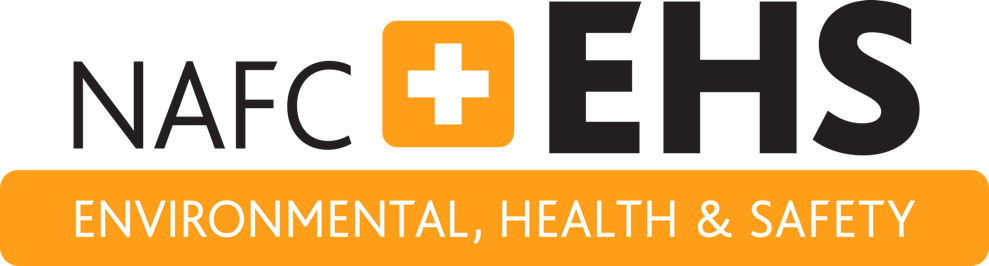 NAFC EHS
ENVIRONMENTAL, HEALTH & SAFETY